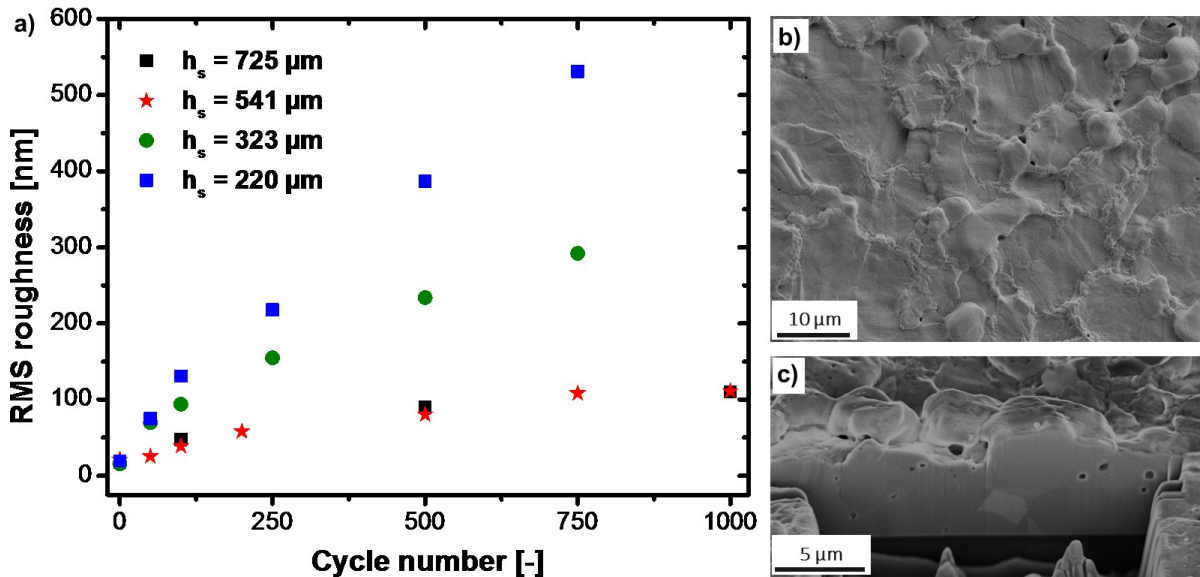 a)
600
500
400
300
200
100
0
RMS roughness [nm]
hₛ = 725 µm
hₛ = 541 µm
hₛ = 323 µm
hₛ = 220 µm
0 250 500 750 1000
Cycle number [-]
b)
10 µm
c)
5 µm